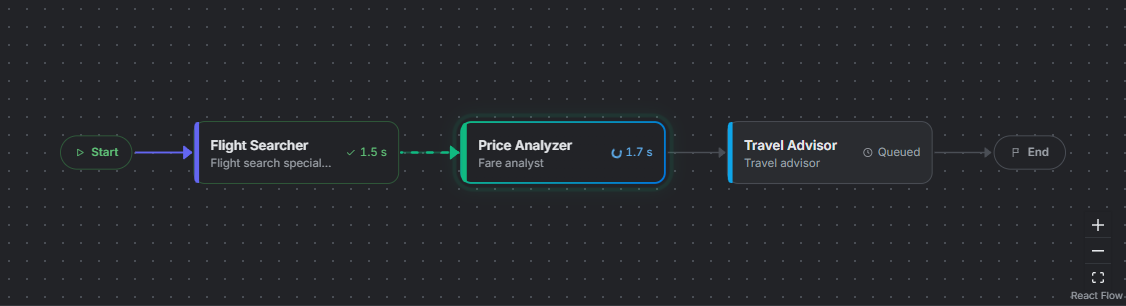 Start
Flight Searcher
Flight search special...
1.5 s
Price Analyzer
Fare analyst
1.7 s
Travel Advisor
Travel advisor
Queued
End
React Flow